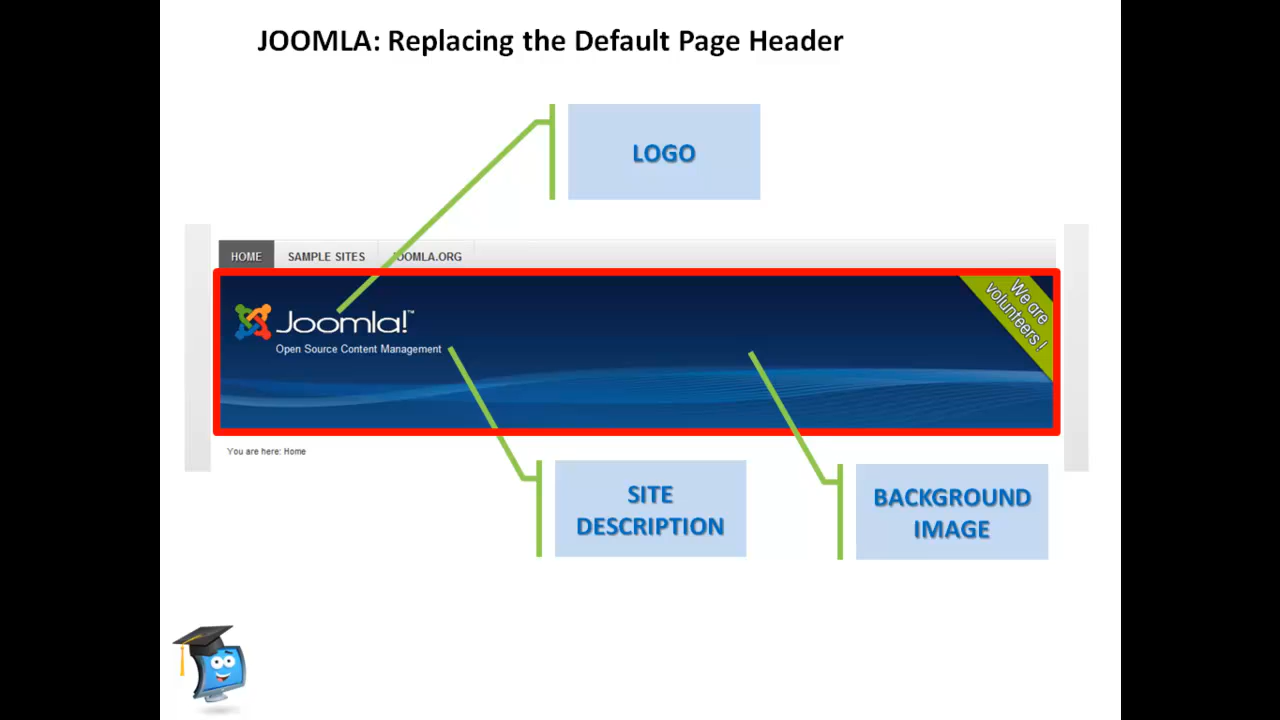 JOOMLA: Replacing the Default Page Header
LOGO
HOME SAMPLE SITES JOOMLA.ORG
Joomla!™
Open Source Content Management
We are
volunteers !
You are here: Home
SITE
DESCRIPTION
BACKGROUND
IMAGE